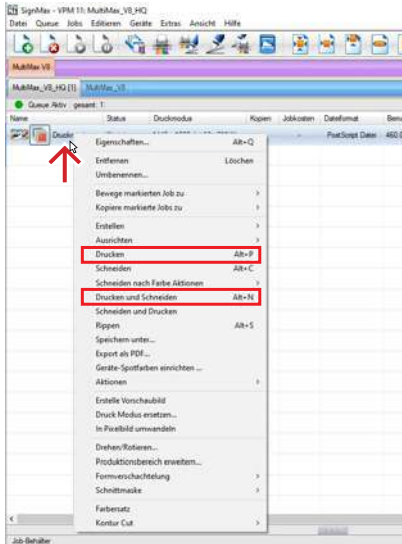 SignMax - VPM 11: MultiMax_V8_HQ
Datei Queue Jobs Editieren Geräte Extras Ansicht Hilfe
MultiMax V8
MultiMax_V8_HQ [1] MultiMax_V8
Queue Aktiv gesamt: 1
Name Status Druckmodus Kopien Jobkosten Dateiformat
PostScript Datei
Eigenschaften... Alt+Q
Entfernen Löschen
Umbenennen...
Bewege markierten Job zu
Kopiere markierte Jobs zu
Erstellen
Ausrichten
Drucken Alt+P
Schneiden Alt+C
Schneiden nach Farbe Aktionen
Drucken und Schneiden Alt+N
Schneiden und Drucken
Rippen Alt+S
Speichern unter...
Export als PDF...
Geräte-Spotfarben einrichten ...
Aktionen
Erstelle Vorschaubild
Druck Modus ersetzen...
In Pixelbild umwandeln
Drehen/Rotieren...
Produktionsbereich erweitern...
Formverschachtelung
Schnittmaske
Farbersatz
Kontur Cut
Job-Behälter